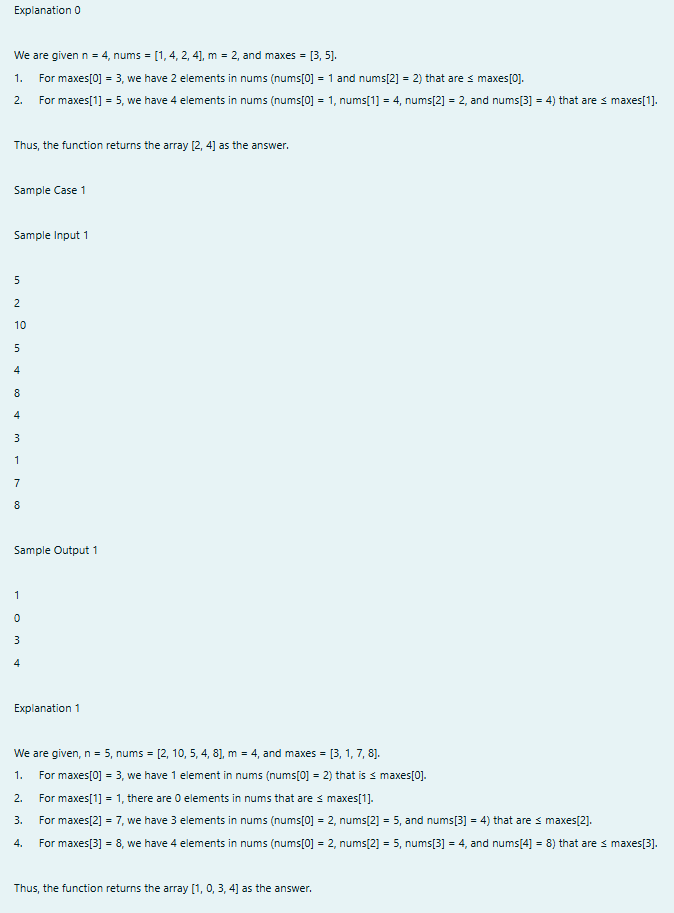 Explanation 0
We are given n = 4, nums = [1, 4, 2, 4], m = 2, and maxes = [3, 5].
1. For maxes[0] = 3, we have 2 elements in nums (nums[0] = 1 and nums[2] = 2) that are ≤ maxes[0].
2. For maxes[1] = 5, we have 4 elements in nums (nums[0] = 1, nums[1] = 4, nums[2] = 2, and nums[3] = 4) that are ≤ maxes[1].
Thus, the function returns the array [2, 4] as the answer.
Sample Case 1
Sample Input 1
5
2
10
5
4
8
4
3
1
7
8
Sample Output 1
1
0
3
4
Explanation 1
We are given, n = 5, nums = [2, 10, 5, 4, 8], m = 4, and maxes = [3, 1, 7, 8].
1. For maxes[0] = 3, we have 1 element in nums (nums[0] = 2) that is ≤ maxes[0].
2. For maxes[1] = 1, there are 0 elements in nums that are ≤ maxes[1].
3. For maxes[2] = 7, we have 3 elements in nums (nums[0] = 2, nums[2] = 5, and nums[3] = 4) that are ≤ maxes[2].
4. For maxes[3] = 8, we have 4 elements in nums (nums[0] = 2, nums[2] = 5, nums[3] = 4, and nums[4] = 8) that are ≤ maxes[3].
Thus, the function returns the array [1, 0, 3, 4] as the answer.